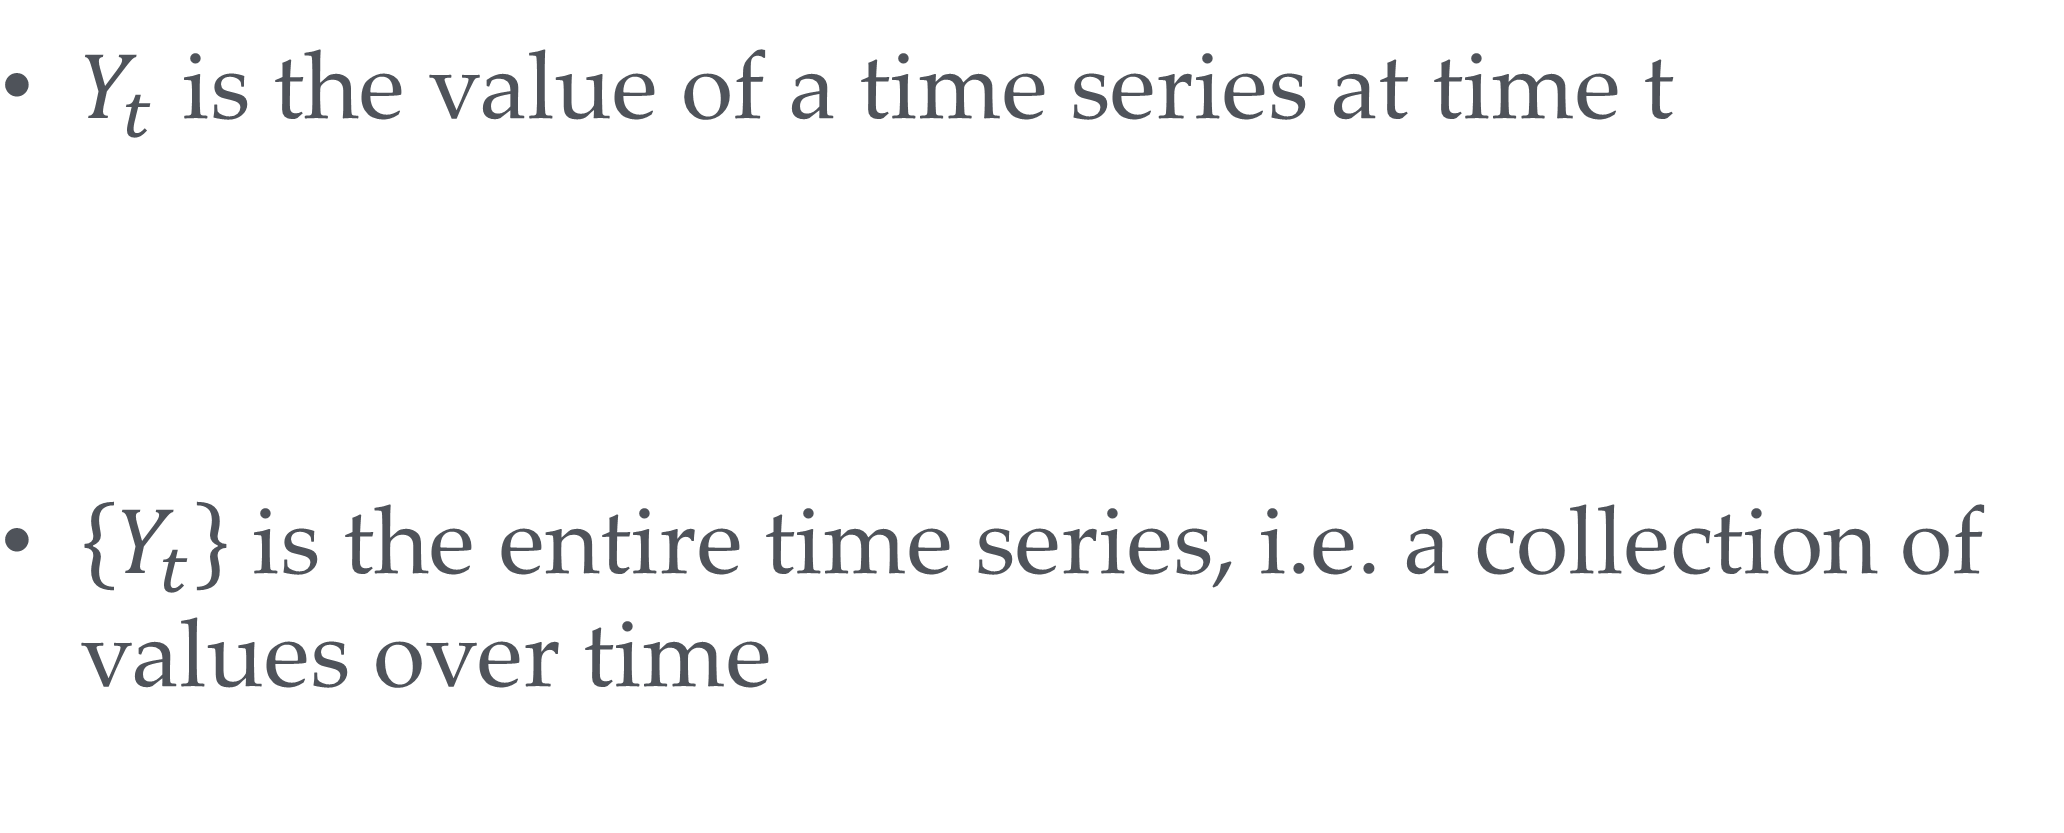 • Yₜ is the value of a time series at time t
• {Yₜ} is the entire time series, i.e. a collection of
values over time